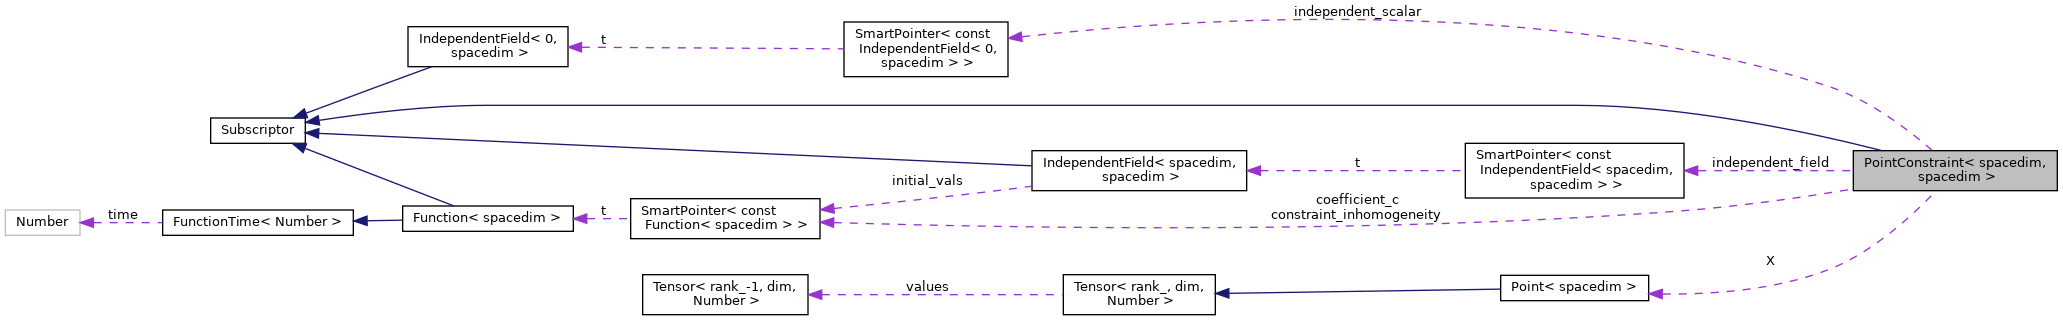 independent_scalar
IndependentField< 0,
spacedim >
t
SmartPointer< const
IndependentField< 0,
spacedim > >
Subscriptor
IndependentField< spacedim,
spacedim >
t
SmartPointer< const
IndependentField< spacedim,
spacedim > >
independent_field
PointConstraint< spacedim,
spacedim >
initial_vals
Number
time
FunctionTime< Number >
Function< spacedim >
t
SmartPointer< const
Function< spacedim > >
coefficient_c
constraint_inhomogeneity
X
Tensor< rank_-1, dim,
Number >
values
Tensor< rank_, dim,
Number >
Point< spacedim >